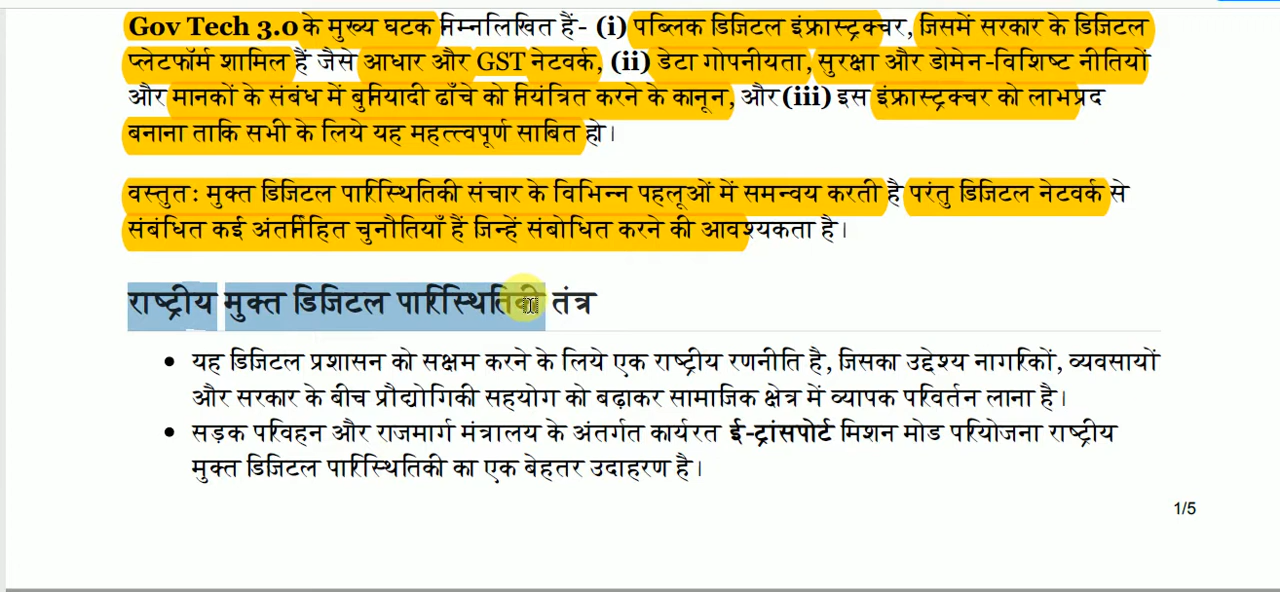 Gov Tech 3.0 के मुख्य घटक निम्नलिखित हैं- (i) पब्लिक डिजिटल इंफ्रास्ट्रक्चर, जिसमें सरकार के डिजिटल
प्लेटफॉर्म शामिल हैं जैसे आधार और GST नेटवर्क, (ii) डेटा गोपनीयता, सुरक्षा और डोमेन-विशिष्ट नीतियों
और मानकों के संबंध में बुनियादी ढाँचे को नियंत्रित करने के कानून, और (iii) इस इंफ्रास्ट्रक्चर को लाभप्रद
बनाना ताकि सभी के लिये यह महत्त्वपूर्ण साबित हो।
वस्तुतः मुक्त डिजिटल पारिस्थितिकी संचार के विभिन्न पहलूओं में समन्वय करती है परंतु डिजिटल नेटवर्क से
संबंधित कई अंतर्निहित चुनौतियाँ हैं जिन्हें संबोधित करने की आवश्यकता है।
राष्ट्रीय मुक्त डिजिटल पारिस्थितिकी तंत्र
• यह डिजिटल प्रशासन को सक्षम करने के लिये एक राष्ट्रीय रणनीति है, जिसका उद्देश्य नागरिकों, व्यवसायों
और सरकार के बीच प्रौद्योगिकी सहयोग को बढ़ाकर सामाजिक क्षेत्र में व्यापक परिवर्तन लाना है।
• सड़क परिवहन और राजमार्ग मंत्रालय के अंतर्गत कार्यरत ई-ट्रांसपोर्ट मिशन मोड परियोजना राष्ट्रीय
मुक्त डिजिटल पारिस्थितिकी का एक बेहतर उदाहरण है।
1/5